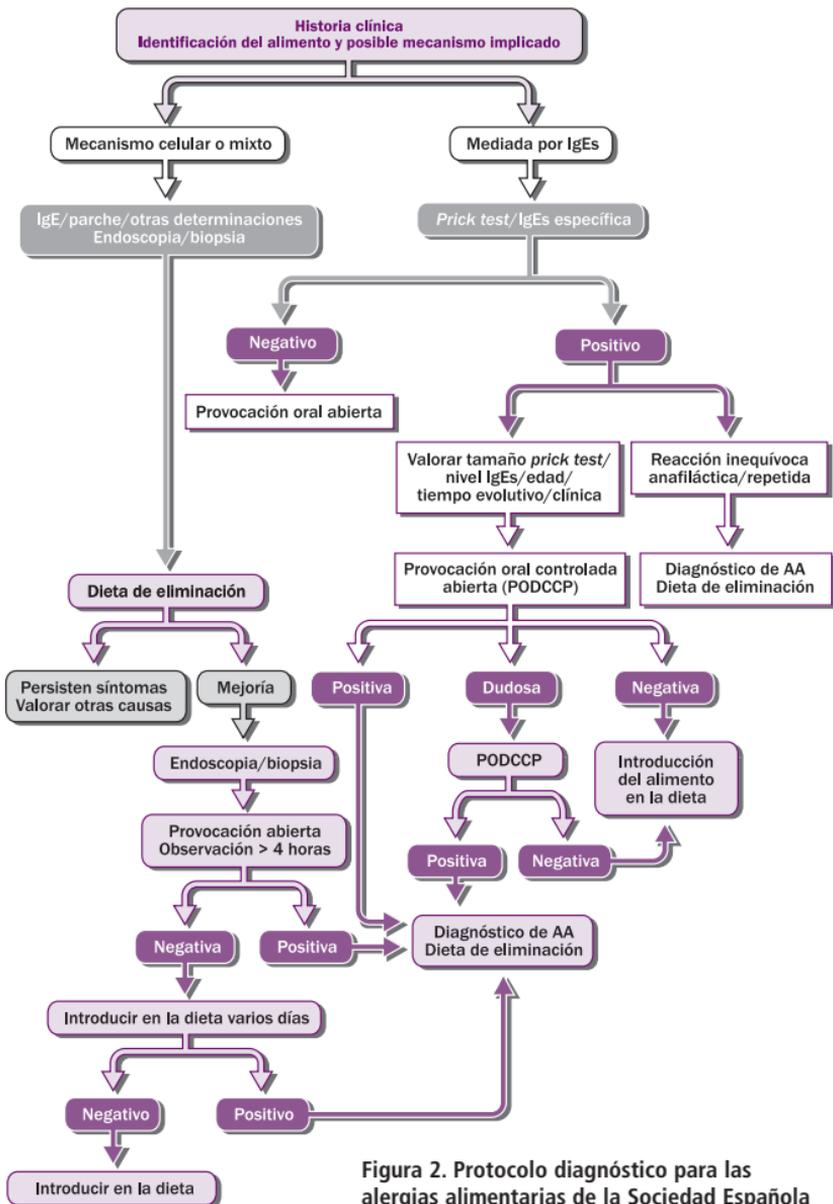 Historia clínica
Identificación del alimento y posible mecanismo implicado
Mecanismo celular o mixto
Mediada por IgEs
IgE/parche/otras determinaciones
Endoscopia/biopsia
Prick test/IgEs específica
Negativo
Positivo
Provocación oral abierta
Valorar tamaño prick test/
nivel IgEs/edad/
tiempo evolutivo/clínica
Reacción inequívoca
anafiláctica/repetida
Provocación oral controlada
abierta (PODCCP)
Diagnóstico de AA
Dieta de eliminación
Dieta de eliminación
Persisten síntomas
Valorar otras causas
Mejoría
Positiva
Dudosa
Negativa
Endoscopia/biopsia
PODCCP
Introducción
del alimento
en la dieta
Provocación abierta
Observación > 4 horas
Positiva
Negativa
Negativa
Positiva
Diagnóstico de AA
Dieta de eliminación
Introducir en la dieta varios días
Negativo
Positivo
Introducir en la dieta
Figura 2. Protocolo diagnóstico para las
alergias alimentarias de la Sociedad Española